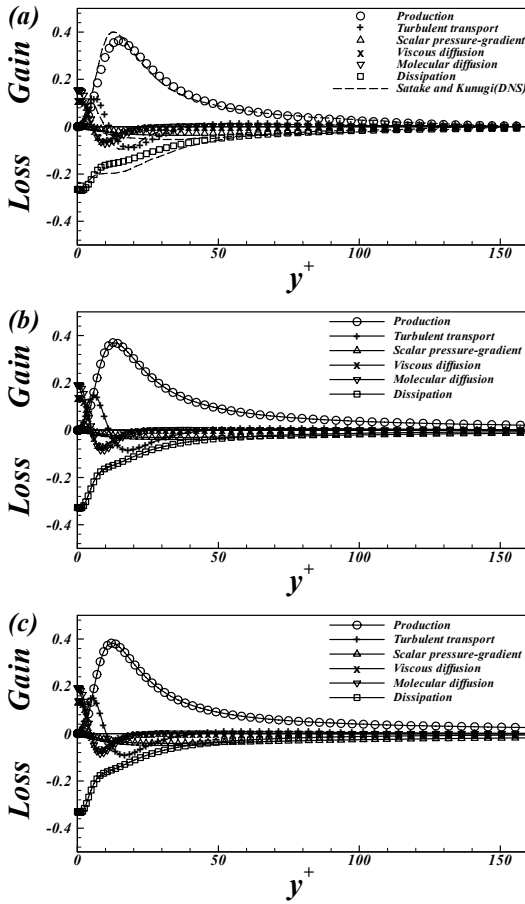 (a)
Gain
Loss
0.4
0.2
0
-0.2
-0.4
Production
Turbulent transport
Scalar pressure-gradient
Viscous diffusion
Molecular diffusion
Dissipation
Satake and Kunugi(DNS)
0
50
100
150
y+
(b)
Gain
Loss
0.4
0.2
0
-0.2
-0.4
Production
Turbulent transport
Scalar pressure-gradient
Viscous diffusion
Molecular diffusion
Dissipation
0
50
100
150
y+
(c)
Gain
Loss
0.4
0.2
0
-0.2
-0.4
Production
Turbulent transport
Scalar pressure-gradient
Viscous diffusion
Molecular diffusion
Dissipation
0
50
100
150
y+